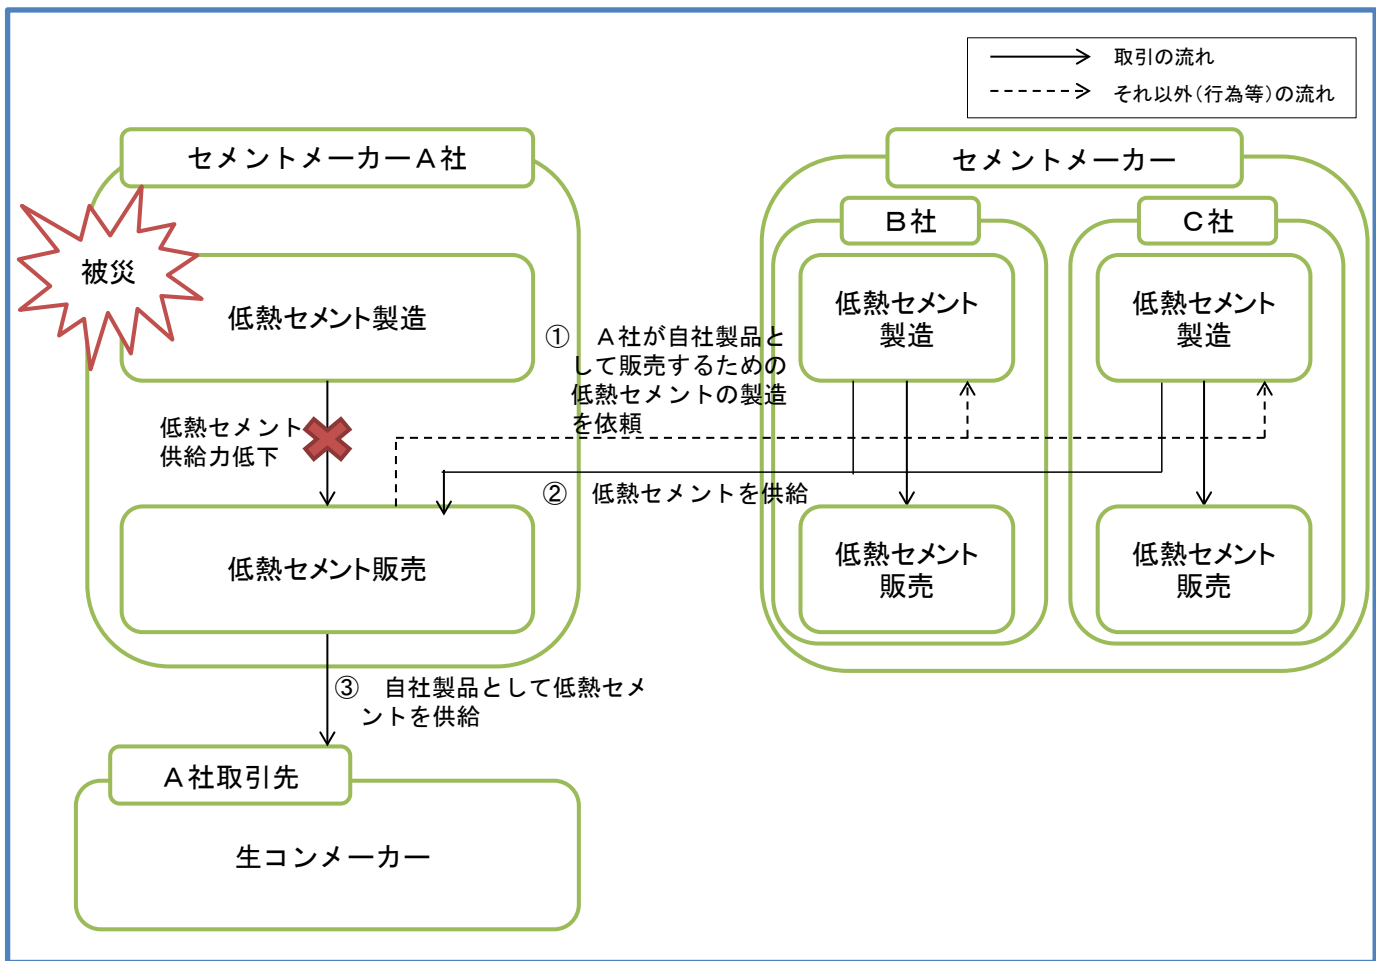 取引の流れ
それ以外（行為等）の流れ
セメントメーカーＡ社
被災
低熱セメント製造
低熱セメント
供給力低下
低熱セメント販売
①　Ａ社が自社製品と
して販売するための
低熱セメントの製造
を依頼
②　低熱セメントを供給
③　自社製品として低熱セメ
ントを供給
Ａ社取引先
生コンメーカー
セメントメーカー
Ｂ社
低熱セメント
製造
低熱セメント
販売
Ｃ社
低熱セメント
製造
低熱セメント
販売